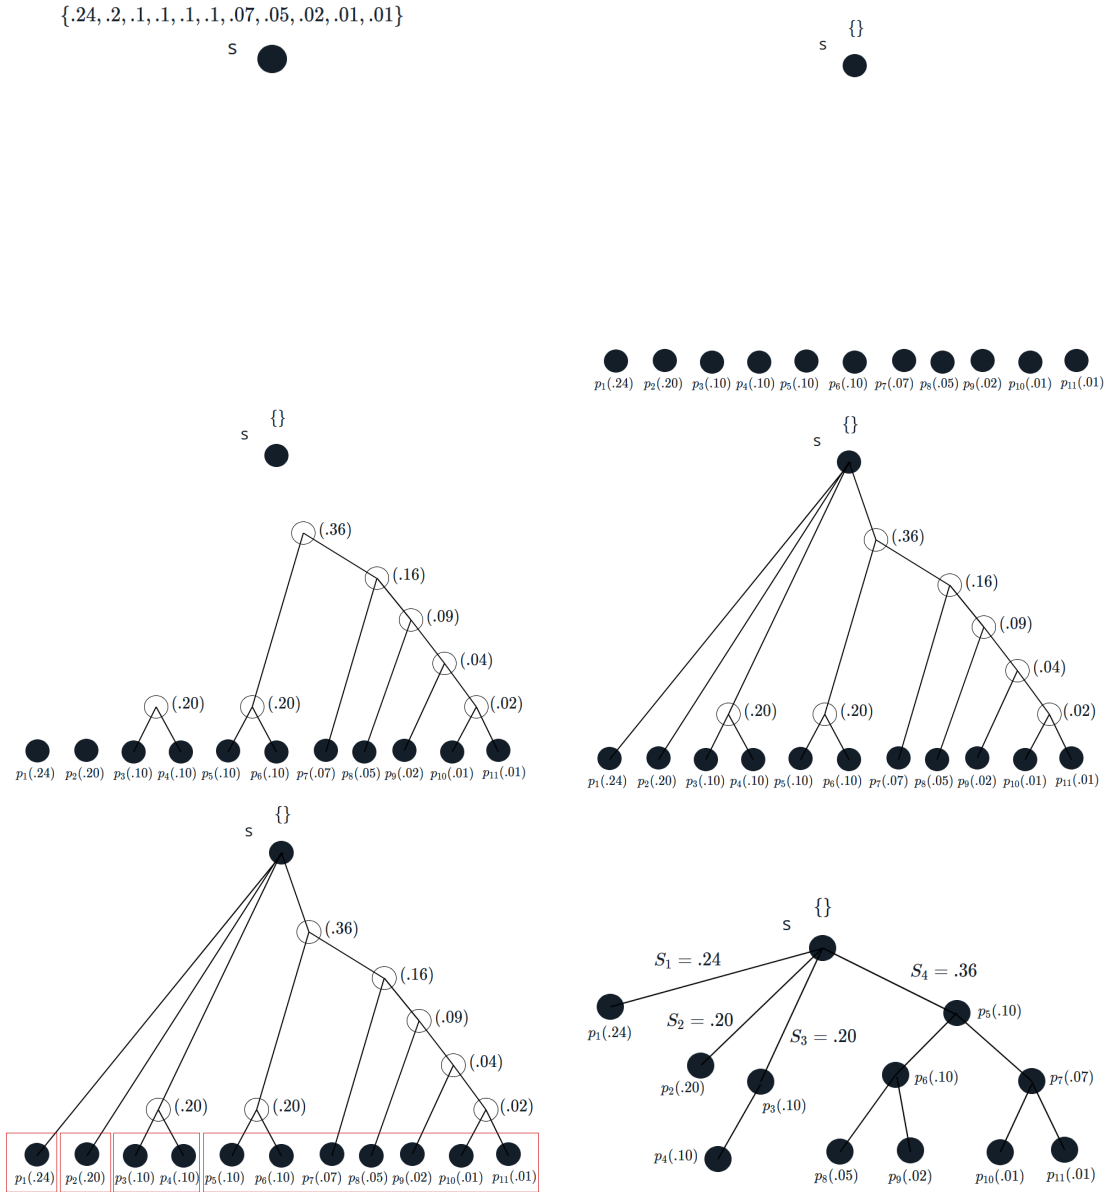 {.24, .2, .1, .1, .1, .1, .07, .05, .02, .01, .01}
s
{}
s
p₁(.24) p₂(.20) p₃(.10) p₄(.10) p₅(.10) p₆(.10) p₇(.07) p₈(.05) p₉(.02) p₁₀(.01) p₁₁(.01)
{}
s
(.36)
(.16)
(.09)
(.04)
(.20) (.20) (.02)
p₁(.24) p₂(.20) p₃(.10) p₄(.10) p₅(.10) p₆(.10) p₇(.07) p₈(.05) p₉(.02) p₁₀(.01) p₁₁(.01)
{}
s
(.36)
(.16)
(.09)
(.04)
(.20) (.20) (.02)
p₁(.24) p₂(.20) p₃(.10) p₄(.10) p₅(.10) p₆(.10) p₇(.07) p₈(.05) p₉(.02) p₁₀(.01) p₁₁(.01)
{}
s
(.36)
(.16)
(.09)
(.04)
(.20) (.20) (.02)
p₁(.24) p₂(.20) p₃(.10) p₄(.10) p₅(.10) p₆(.10) p₇(.07) p₈(.05) p₉(.02) p₁₀(.01) p₁₁(.01)
{}
s
S₁ = .24
S₄ = .36
p₁(.24)
S₂ = .20
p₅(.10)
S₃ = .20
p₂(.20)
p₃(.10)
p₆(.10)
p₇(.07)
p₄(.10)
p₈(.05) p₉(.02) p₁₀(.01) p₁₁(.01)